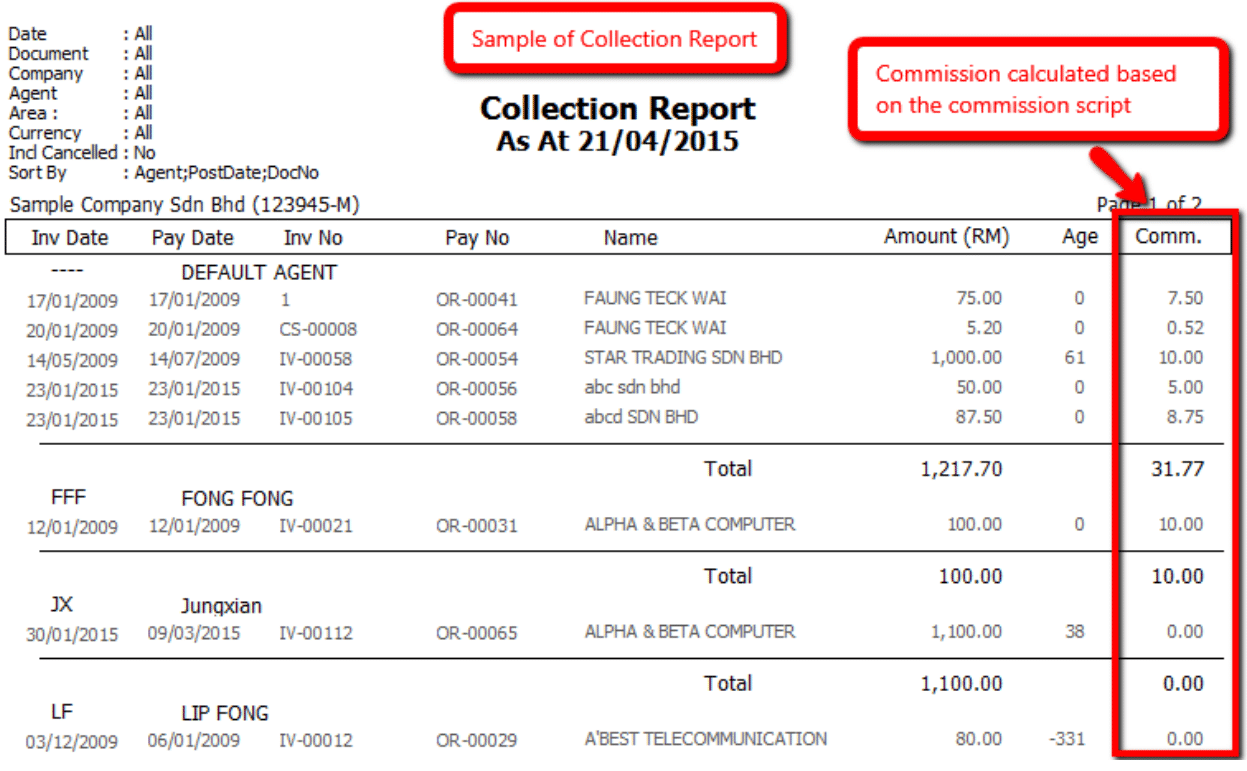 Date : All
Document : All
Company : All
Agent : All
Area : : All
Currency : All
Incl Cancelled : No
Sort By : Agent;PostDate;DocNo
Sample of Collection Report
Commission calculated based
on the commission script
Collection Report
As At 21/04/2015
Sample Company Sdn Bhd (123945-M) Page 1 of 2
Inv Date Pay Date Inv No Pay No Name Amount (RM) Age Comm.
---- DEFAULT AGENT
17/01/2009 17/01/2009 1 OR-00041 FAUNG TECK WAI 75.00 0 7.50
20/01/2009 20/01/2009 CS-00008 OR-00064 FAUNG TECK WAI 5.20 0 0.52
14/05/2009 14/07/2009 IV-00058 OR-00054 STAR TRADING SDN BHD 1,000.00 61 10.00
23/01/2015 23/01/2015 IV-00104 OR-00056 abc sdn bhd 50.00 0 5.00
23/01/2015 23/01/2015 IV-00105 OR-00058 abcd SDN BHD 87.50 0 8.75
Total 1,217.70 31.77
FFF FONG FONG
12/01/2009 12/01/2009 IV-00021 OR-00031 ALPHA & BETA COMPUTER 100.00 0 10.00
Total 100.00 10.00
JX Jungxian
30/01/2015 09/03/2015 IV-00112 OR-00065 ALPHA & BETA COMPUTER 1,100.00 38 0.00
Total 1,100.00 0.00
LF LIP FONG
03/12/2009 06/01/2009 IV-00012 OR-00029 A'BEST TELECOMMUNICATION 80.00 -331 0.00